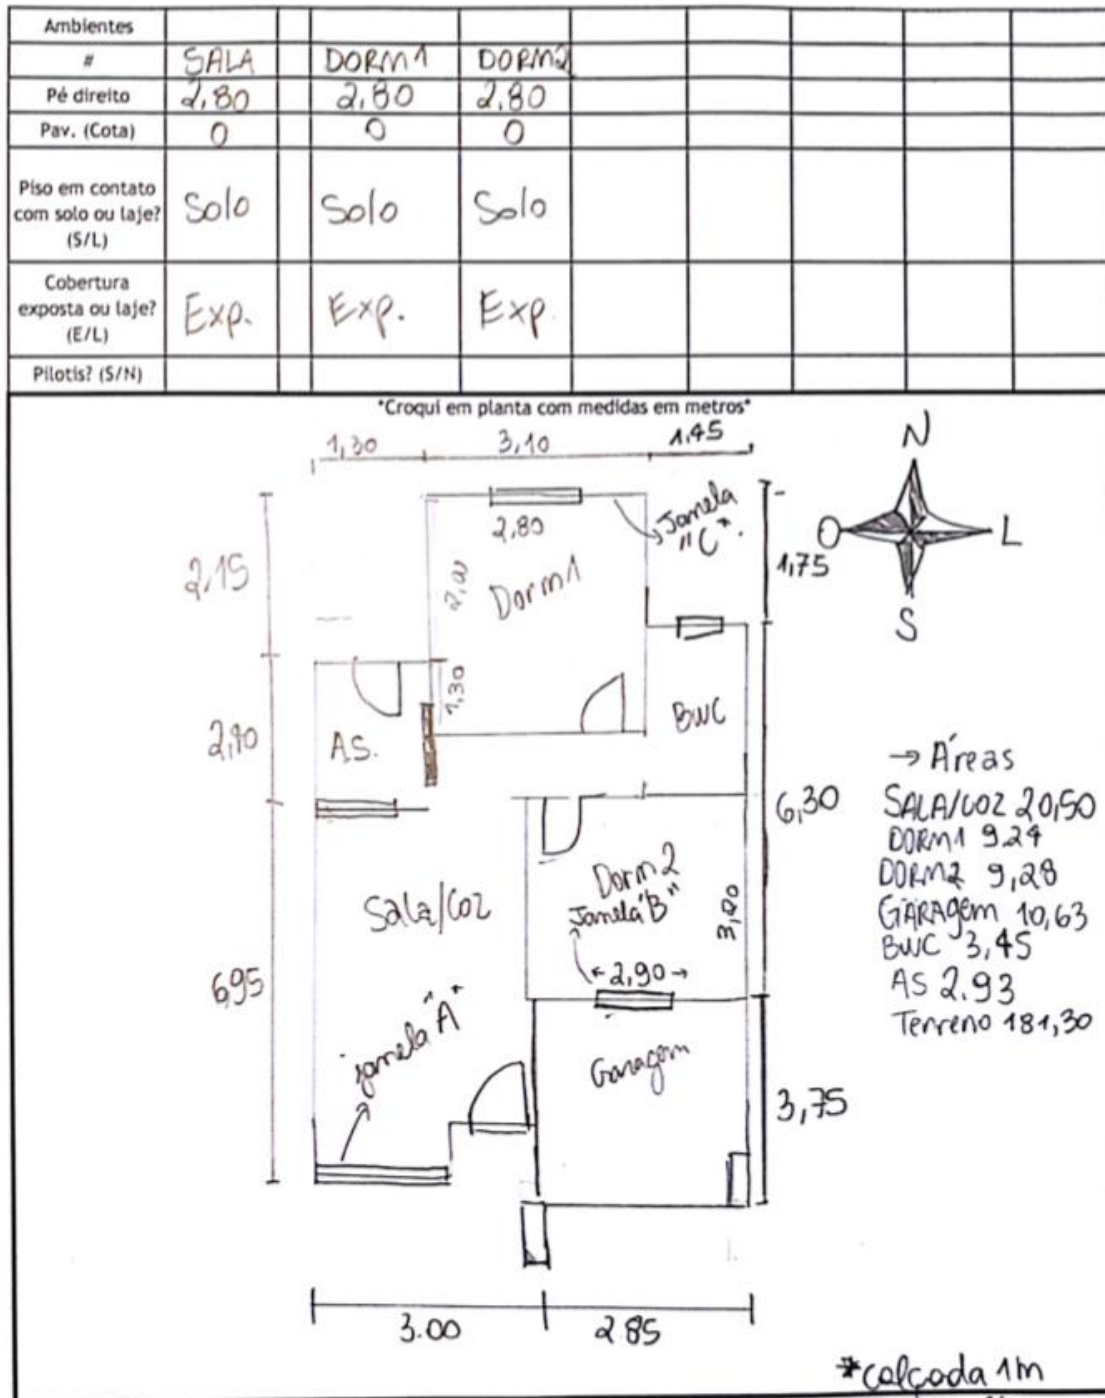 Ambientes
# SALA DORM1 DORM2
Pé direito 2,80 2,80 2,80
Pav. (Cota) 0 0 0
Piso em contato
com solo ou laje? Solo Solo Solo
(S/L)
Cobertura
exposta ou laje? Exp. Exp. Exp
(E/L)
Pilotis? (S/N)
*Croqui em planta com medidas em metros*
1,30 3,10 1,45
N
2,80
Janela
"C".
O L
1,75
2,15
Dorm1
S
1,30
BWC
AS.
→ Áreas
6,30
SALA/COZ 20,50
DORM1 9.24
Dorm2
DORM2 9,28
Sala/Coz
Janela "B"
GARAGEM 10,63
BWC 3,45
←2,90→
6,95
AS 2.93
janela "A"
Terreno 181,30
Garagem
3,75
3.00 2.85
*calçada 1m